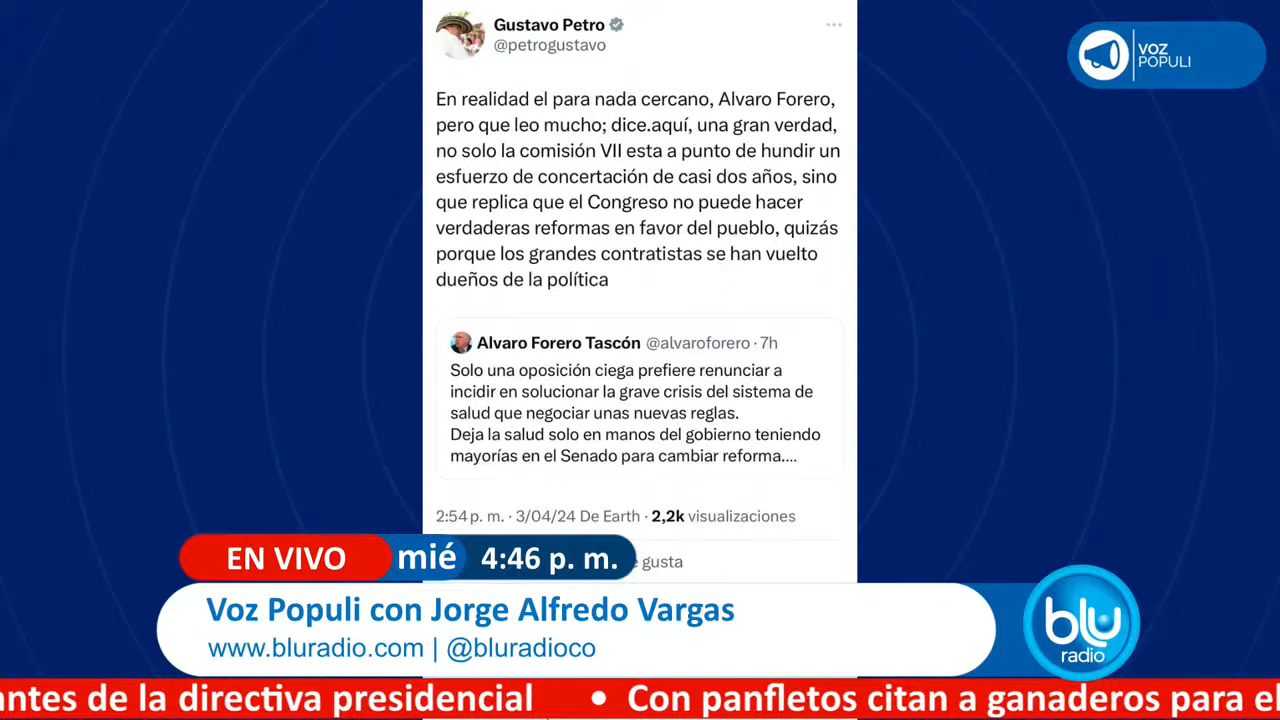 Gustavo Petro
@petrogustavo
VOZ
POPULI
En realidad el para nada cercano, Alvaro Forero,
pero que leo mucho; dice.aquí, una gran verdad,
no solo la comisión VII esta a punto de hundir un
esfuerzo de concertación de casi dos años, sino
que replica que el Congreso no puede hacer
verdaderas reformas en favor del pueblo, quizás
porque los grandes contratistas se han vuelto
dueños de la política
Alvaro Forero Tascón @alvaroforero · 7h
Solo una oposición ciega prefiere renunciar a
incidir en solucionar la grave crisis del sistema de
salud que negociar unas nuevas reglas.
Deja la salud solo en manos del gobierno teniendo
mayorías en el Senado para cambiar reforma....
2:54 p. m. · 3/04/24 De Earth · 2,2k visualizaciones
gusta
EN VIVO mié 4:46 p. m.
Voz Populi con Jorge Alfredo Vargas
www.bluradio.com | @bluradioco
blu
radio
antes de la directiva presidencial • Con panfletos citan a ganaderos para el